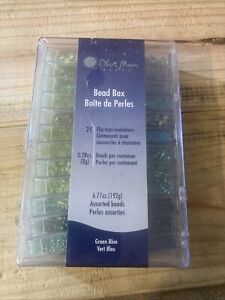 Blue Moon
BEADS
Bead Box
Boîte de Perles
24 Flip tops containers
Contenants avec
couvercles à charnière
0.28oz. Beads per container
(8g) Perles par contenant
6.77oz.(192g)
Assorted beads
Perles assorties
Green Blue
Vert Bleu